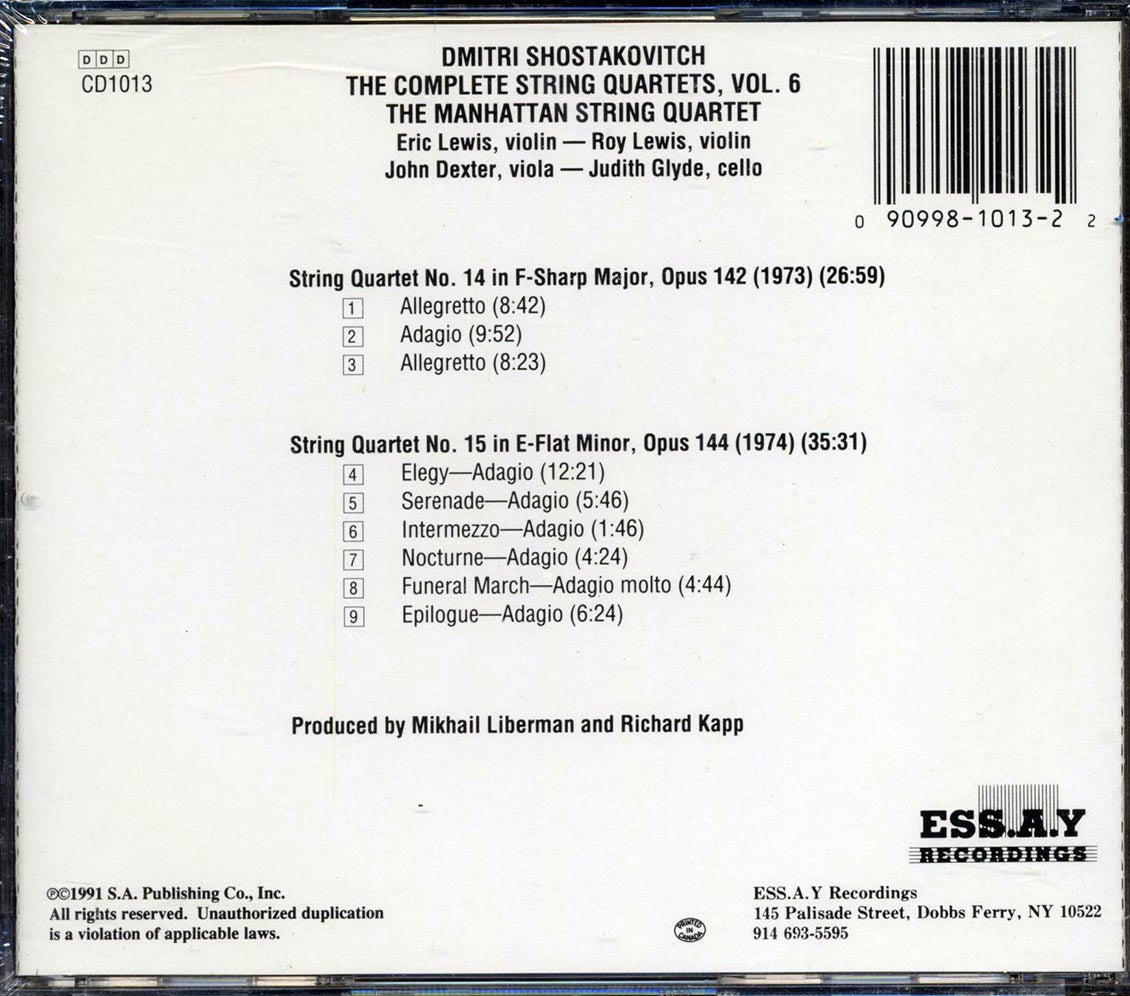 D D D
CD1013
DMITRI SHOSTAKOVITCH
THE COMPLETE STRING QUARTETS, VOL. 6
THE MANHATTAN STRING QUARTET
Eric Lewis, violin — Roy Lewis, violin
John Dexter, viola — Judith Glyde, cello
0 90998-1013-2 2
String Quartet No. 14 in F-Sharp Major, Opus 142 (1973) (26:59)
1 Allegretto (8:42)
2 Adagio (9:52)
3 Allegretto (8:23)
String Quartet No. 15 in E-Flat Minor, Opus 144 (1974) (35:31)
4 Elegy—Adagio (12:21)
5 Serenade—Adagio (5:46)
6 Intermezzo—Adagio (1:46)
7 Nocturne—Adagio (4:24)
8 Funeral March—Adagio molto (4:44)
9 Epilogue—Adagio (6:24)
Produced by Mikhail Liberman and Richard Kapp
ESS.A.Y
RECORDINGS
℗©1991 S.A. Publishing Co., Inc.
All rights reserved. Unauthorized duplication
is a violation of applicable laws.
PRINTED
IN
CANADA
ESS.A.Y Recordings
145 Palisade Street, Dobbs Ferry, NY 10522
914 693-5595